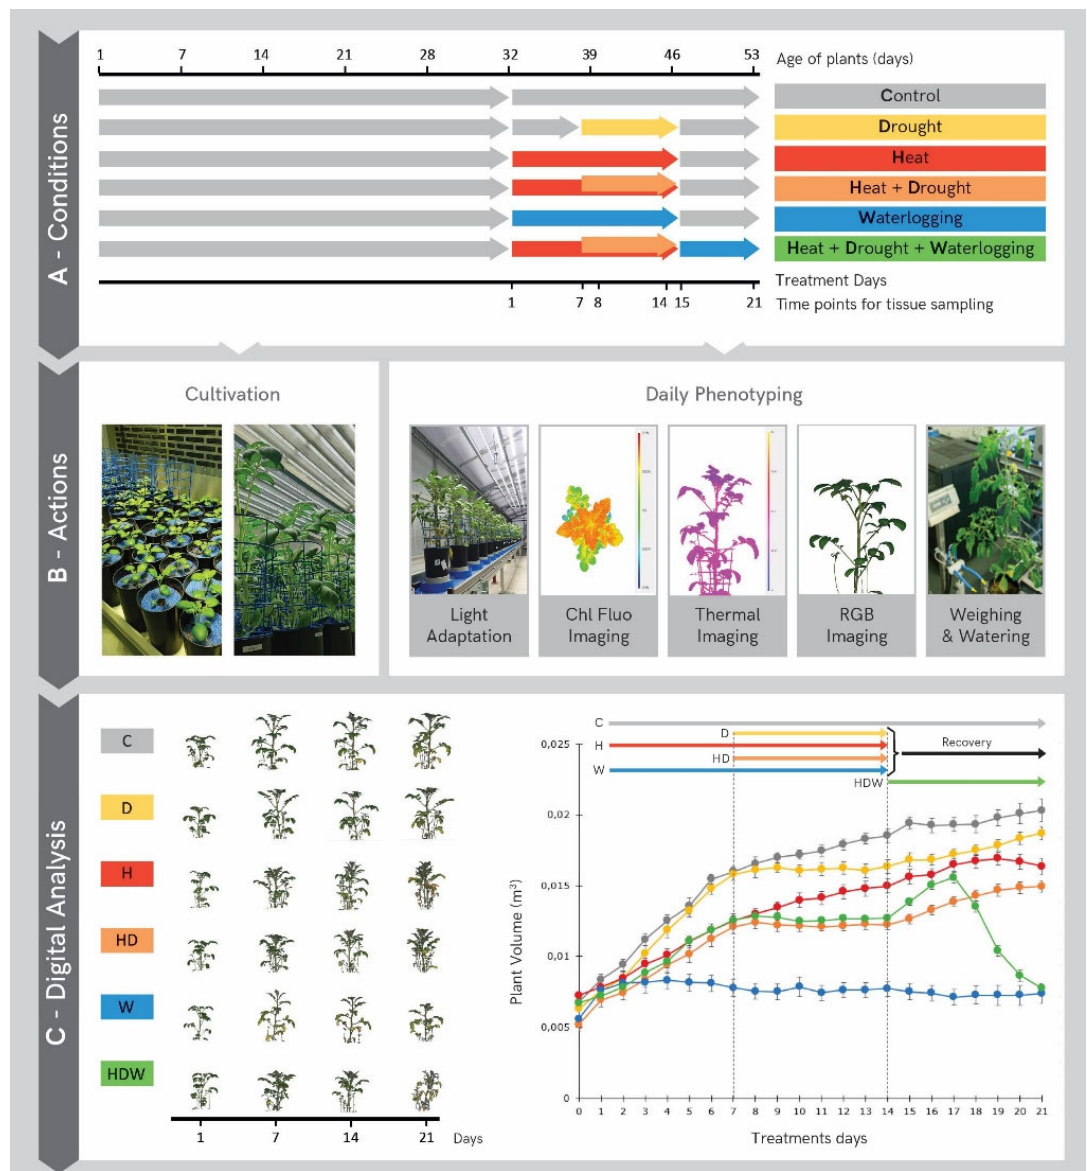 A - Conditions
1 7 14 21 28 32 39 46 53 Age of plants (days)
Control
Drought
Heat
Heat + Drought
Waterlogging
Heat + Drought + Waterlogging
Treatment Days
1 7 8 14 15 21 Time points for tissue sampling
B - Actions
Cultivation
Daily Phenotyping
Light
Adaptation
Chl Fluo
Imaging
Thermal
Imaging
RGB
Imaging
Weighing
& Watering
C - Digital Analysis
C
D
H
HD
W
HDW
1 7 14 21 Days
C
D
H
HD
W
HDW
Recovery
Plant Volume (m³)
0,025
0,02
0,015
0,01
0,005
0
0 1 2 3 4 5 6 7 8 9 10 11 12 13 14 15 16 17 18 19 20 21
Treatments days